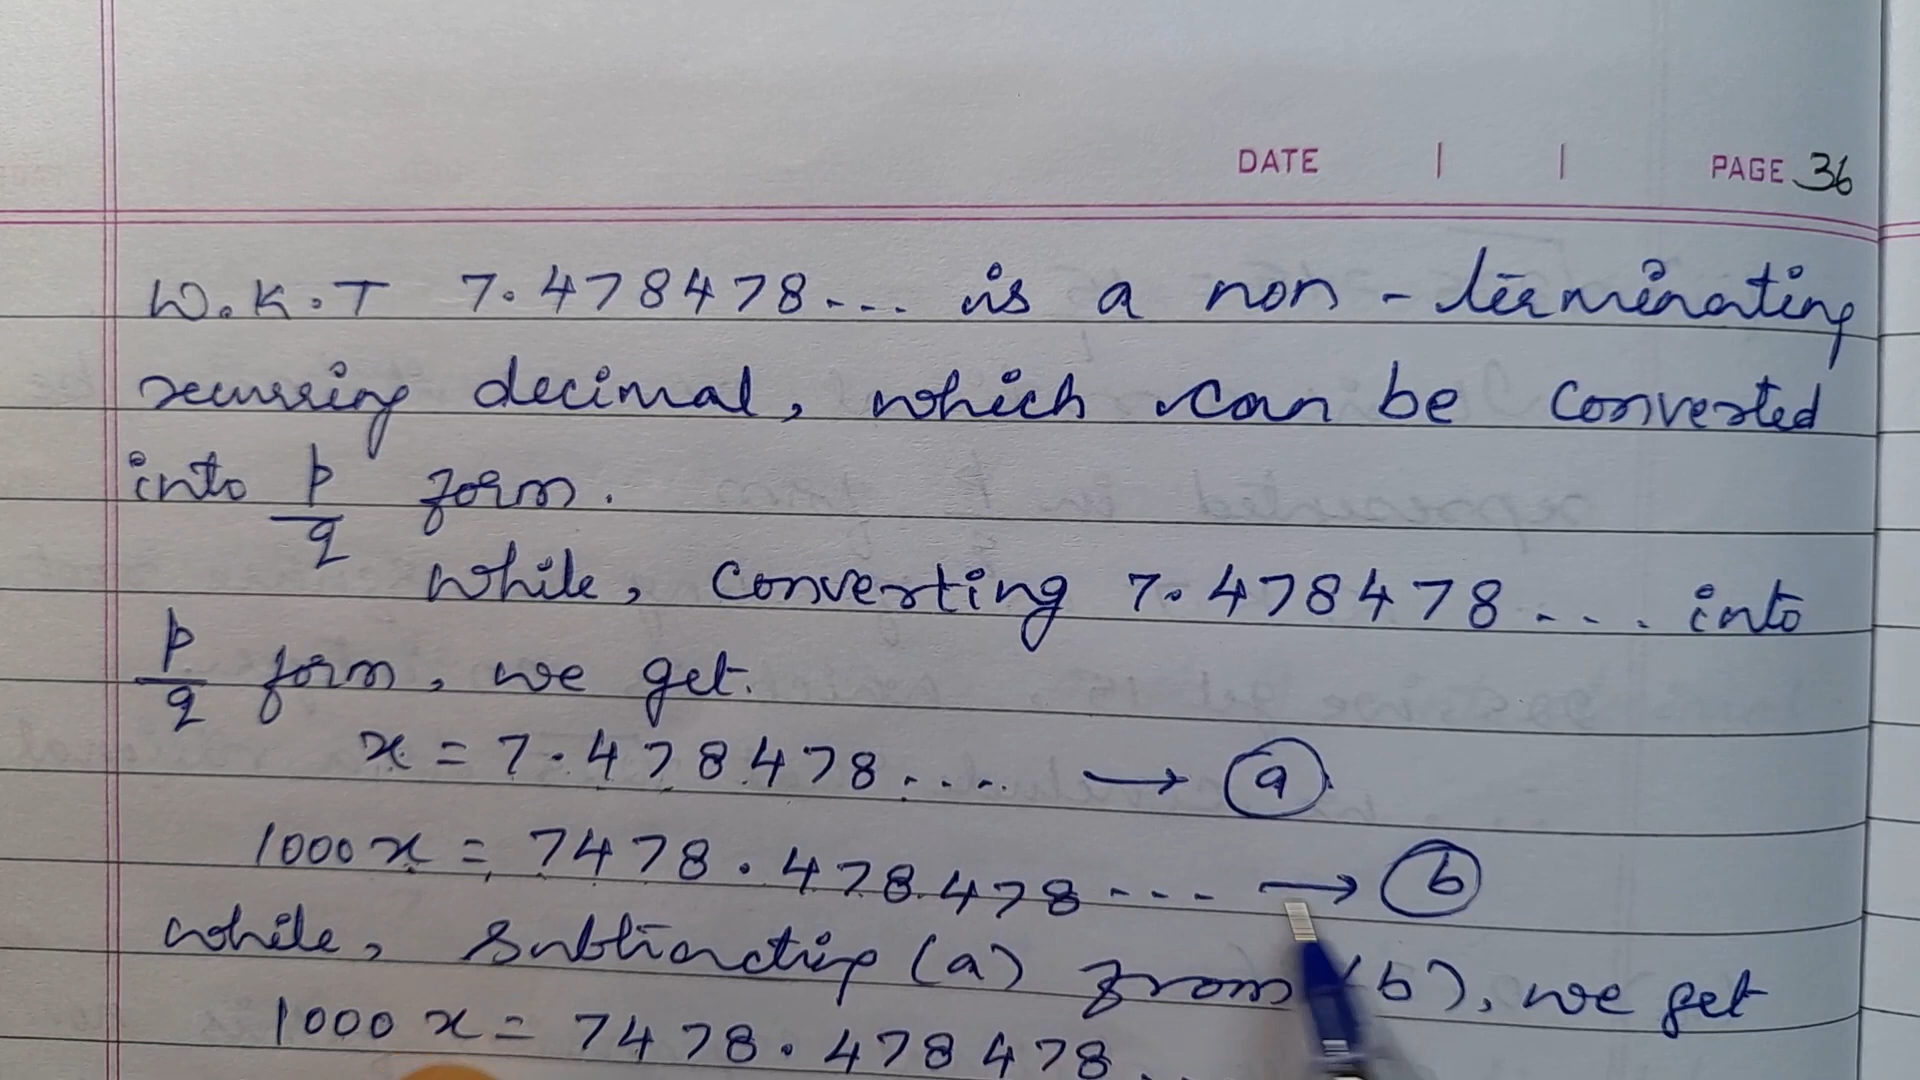 DATE | | PAGE 36
W.K.T 7.478478... is a non-terminating
recurring decimal, which can be converted
into p/q form.
while, converting 7.478478.... into
p/q form, we get.
x = 7.478478.... → (a)
1000x = 7478.478478... → (b)
while, subtracting (a) from (b), we get
1000x = 7478.478478..